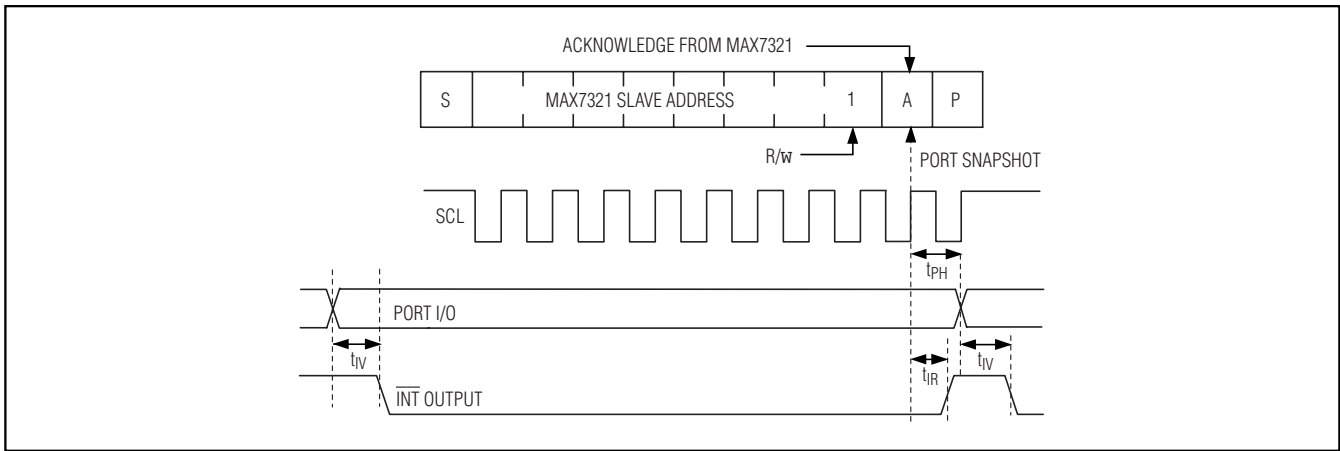 ACKNOWLEDGE FROM MAX7321
S MAX7321 SLAVE ADDRESS 1 A P
R/W
PORT SNAPSHOT
SCL
tPH
PORT I/O
tIV tIR tIV
INT OUTPUT